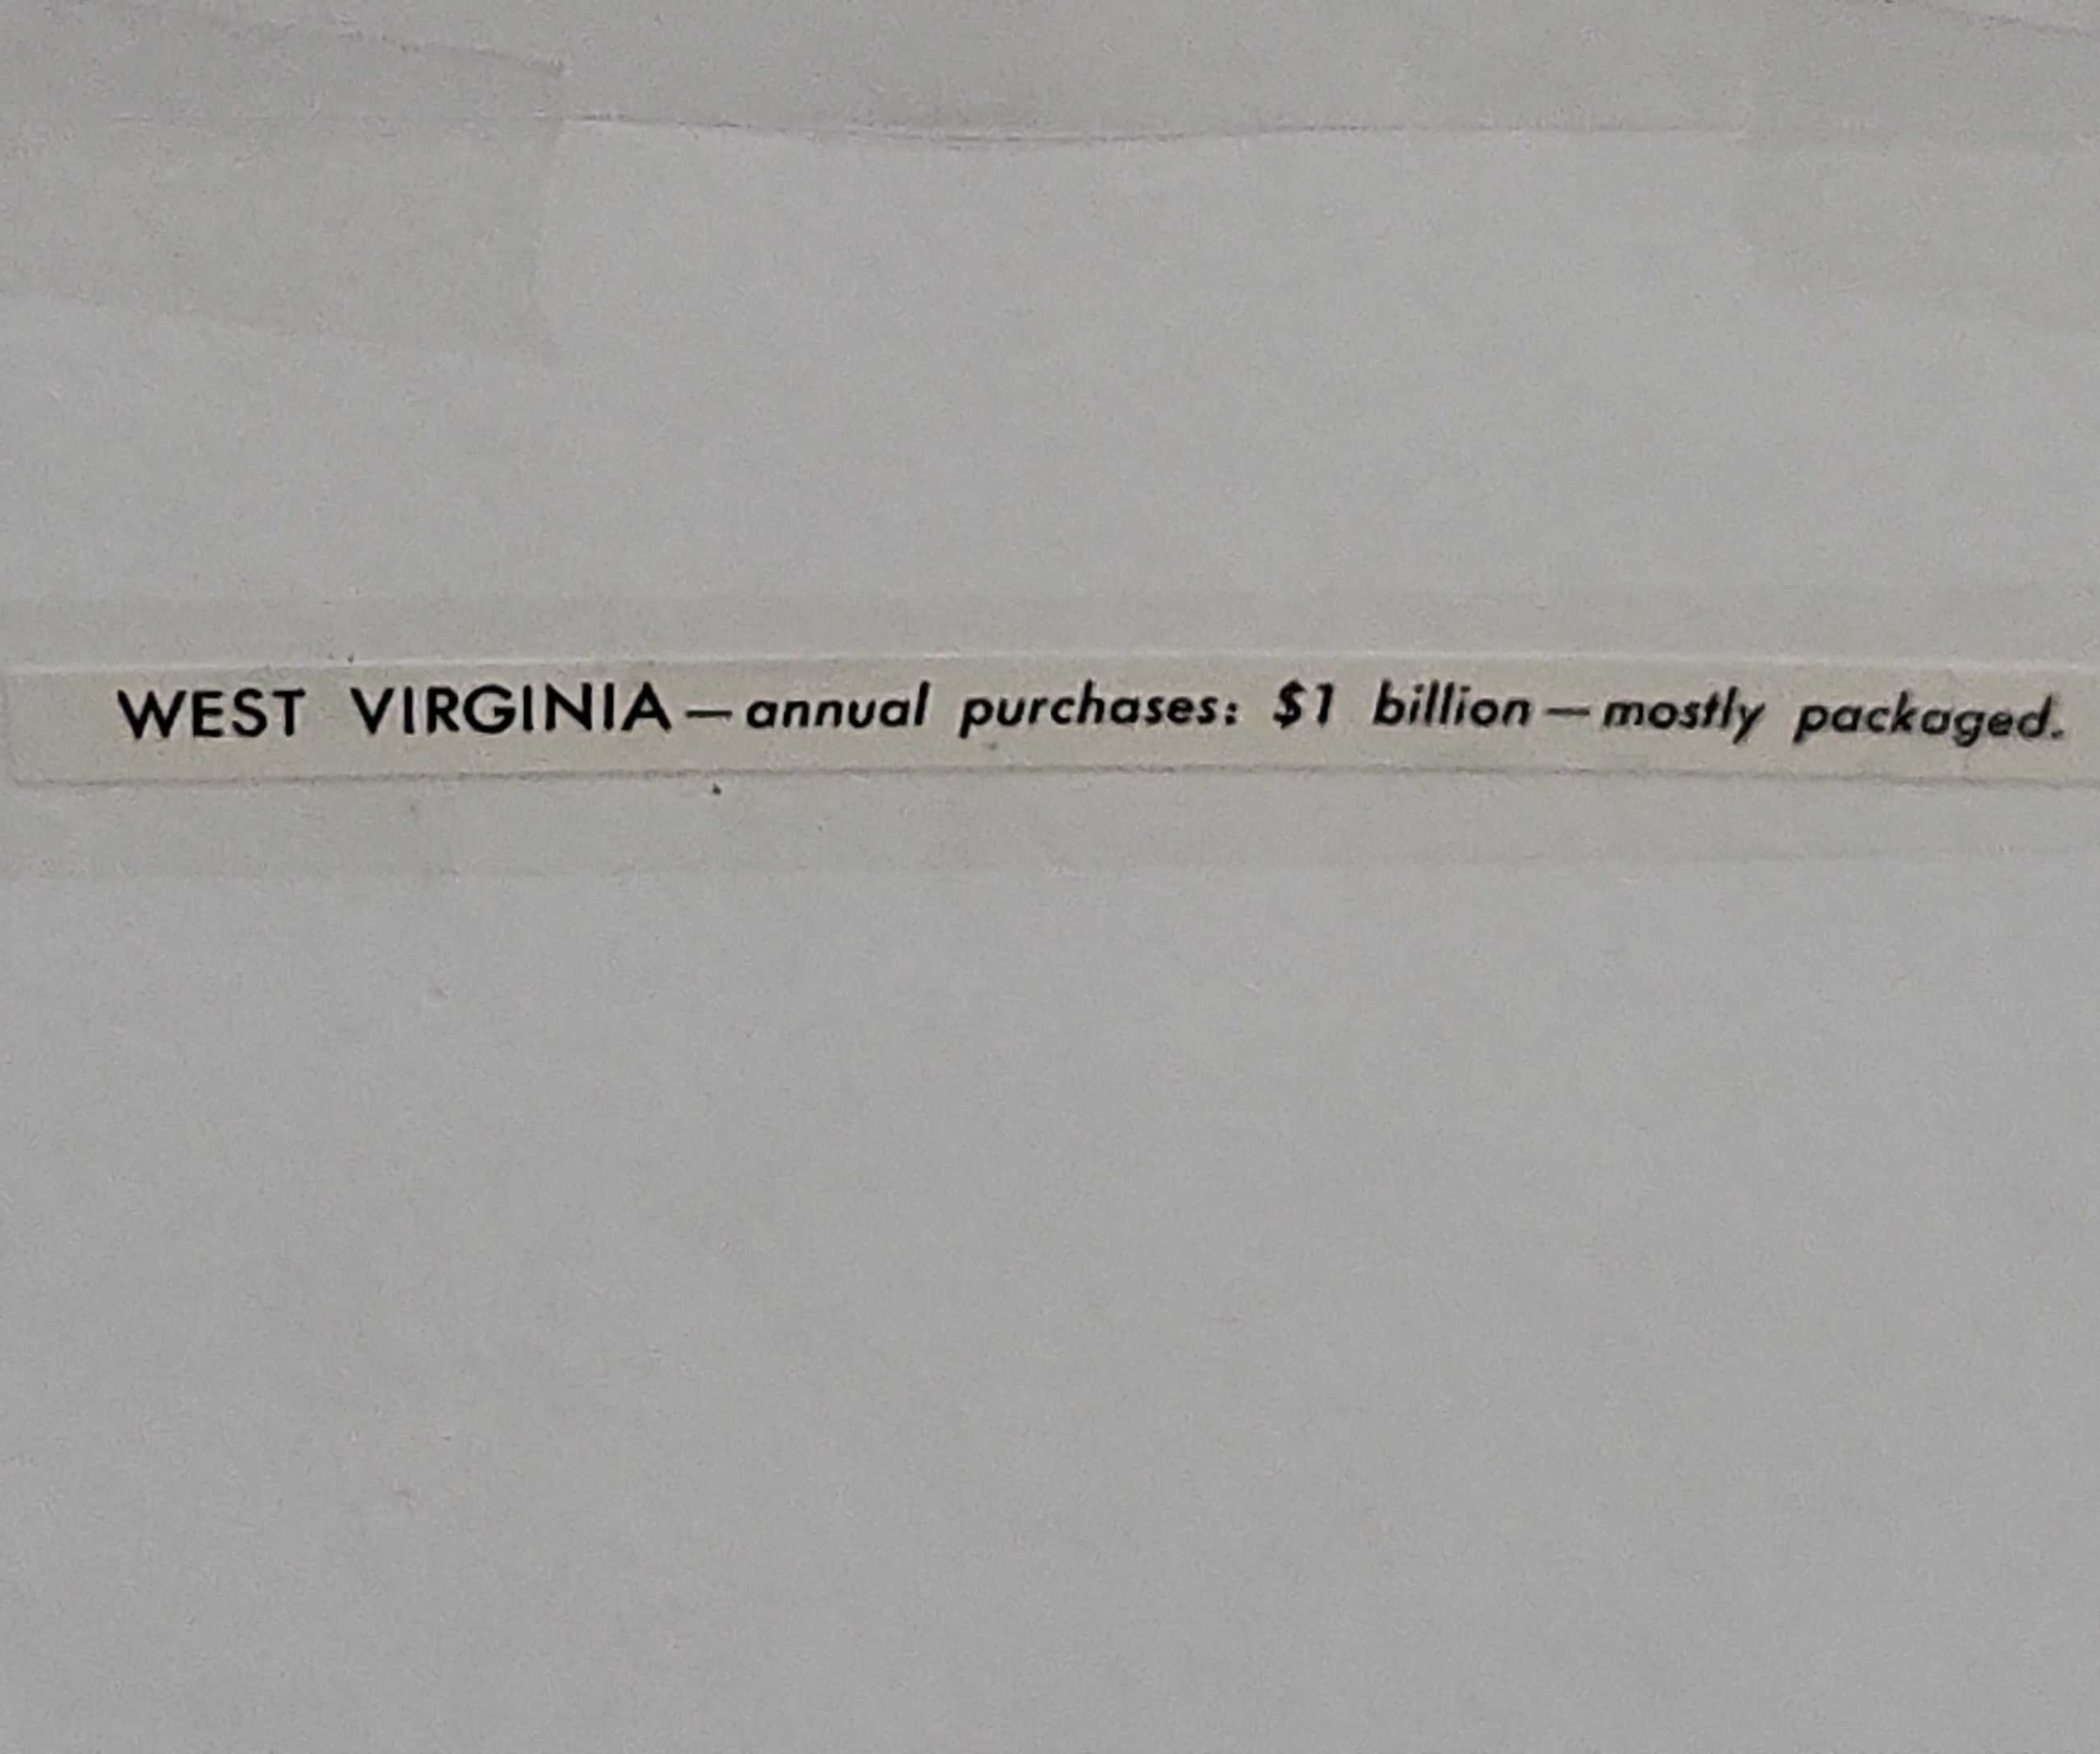 WEST VIRGINIA—annual purchases: $1 billion—mostly packaged.